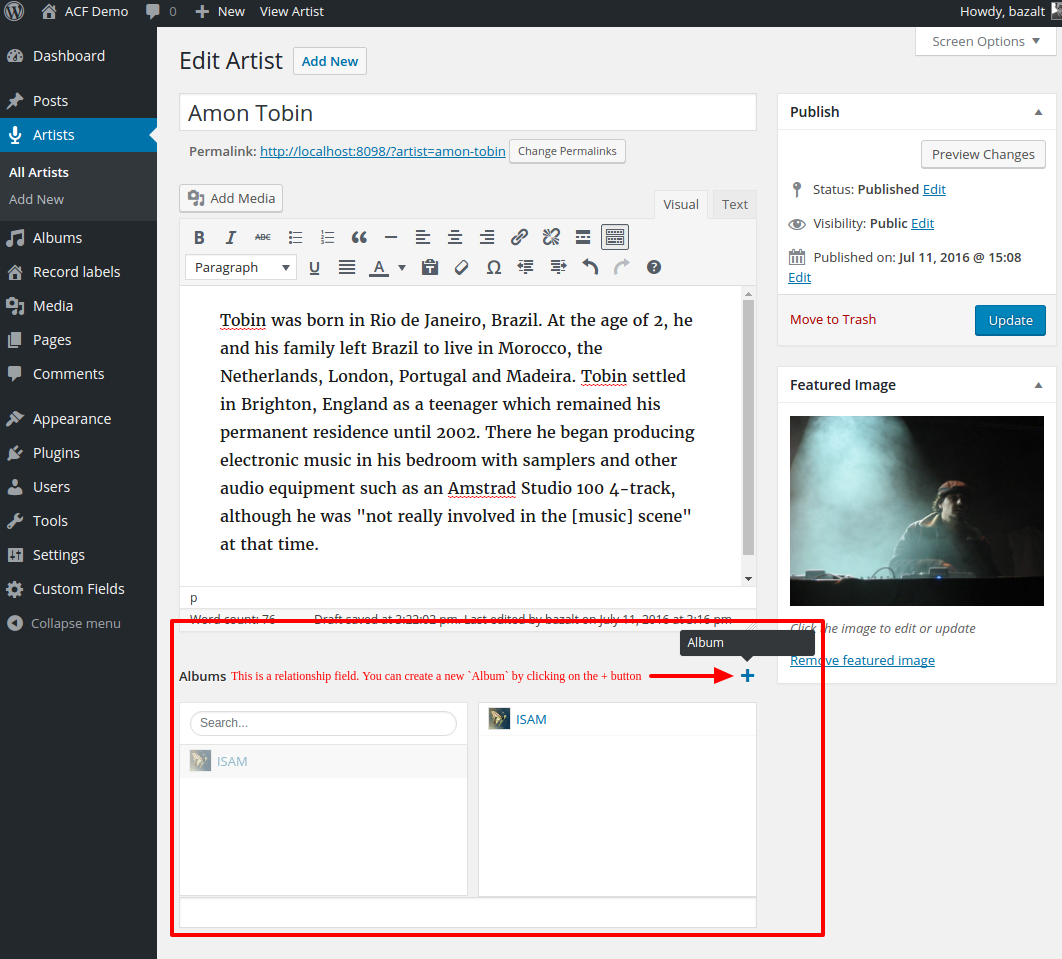 ACF Demo 0 New View Artist Howdy, bazalt
Screen Options
Dashboard
Posts
Artists
All Artists
Add New
Albums
Record labels
Media
Pages
Comments
Appearance
Plugins
Users
Tools
Settings
Custom Fields
Collapse menu
Edit Artist Add New
Amon Tobin
Permalink: http://localhost:8098/?artist=amon-tobin Change Permalinks
Add Media
Visual Text
B I ABC
Paragraph U A
Tobin was born in Rio de Janeiro, Brazil. At the age of 2, he
and his family left Brazil to live in Morocco, the
Netherlands, London, Portugal and Madeira. Tobin settled
in Brighton, England as a teenager which remained his
permanent residence until 2002. There he began producing
electronic music in his bedroom with samplers and other
audio equipment such as an Amstrad Studio 100 4-track,
although he was "not really involved in the [music] scene"
at that time.
p
Word count: 76 Draft saved at 3:22:02 pm. Last edited by bazalt on July 11, 2016 at 3:16 pm
Album
Albums This is a relationship field. You can create a new `Album` by clicking on the + button
Search...
ISAM
ISAM
Publish
Preview Changes
Status: Published Edit
Visibility: Public Edit
Published on: Jul 11, 2016 @ 15:08
Edit
Move to Trash Update
Featured Image
Click the image to edit or update
Remove featured image